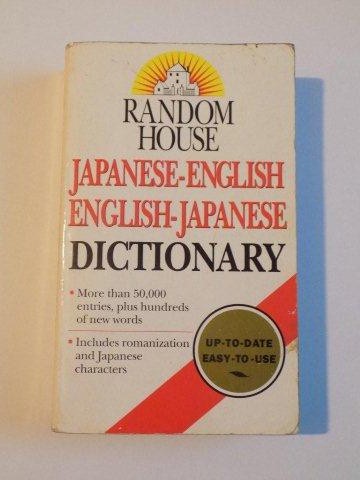 RANDOM
HOUSE
JAPANESE-ENGLISH
ENGLISH-JAPANESE
DICTIONARY
• More than 50,000
entries, plus hundreds
of new words
• Includes romanization
and Japanese
characters
UP-TO-DATE
EASY-TO-USE